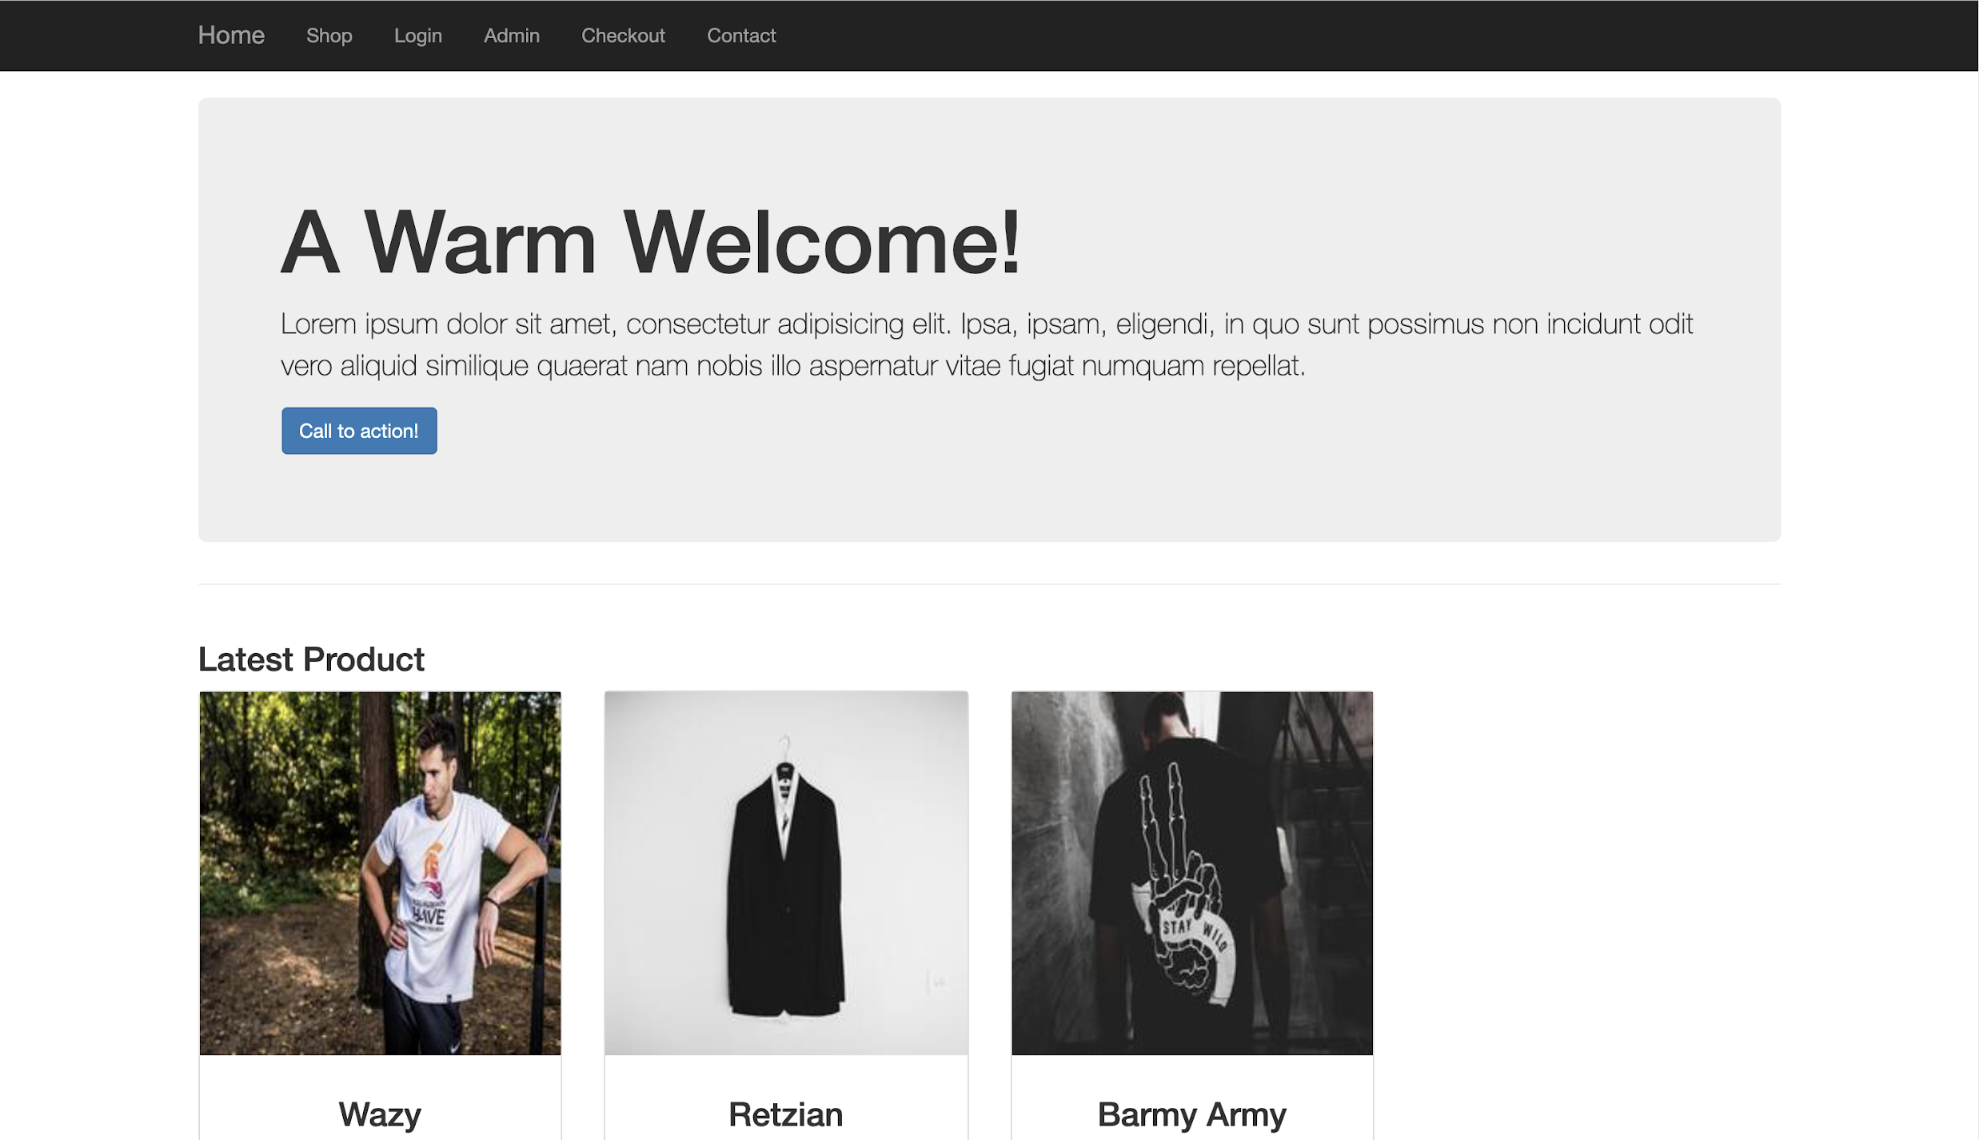 Home Shop Login Admin Checkout Contact
A Warm Welcome!
Lorem ipsum dolor sit amet, consectetur adipisicing elit. Ipsa, ipsam, eligendi, in quo sunt possimus non incidunt odit
vero aliquid similique quaerat nam nobis illo aspernatur vitae fugiat numquam repellat.
Call to action!
Latest Product
HAVE
STAY WILD
Wazy Retzian Barmy Army